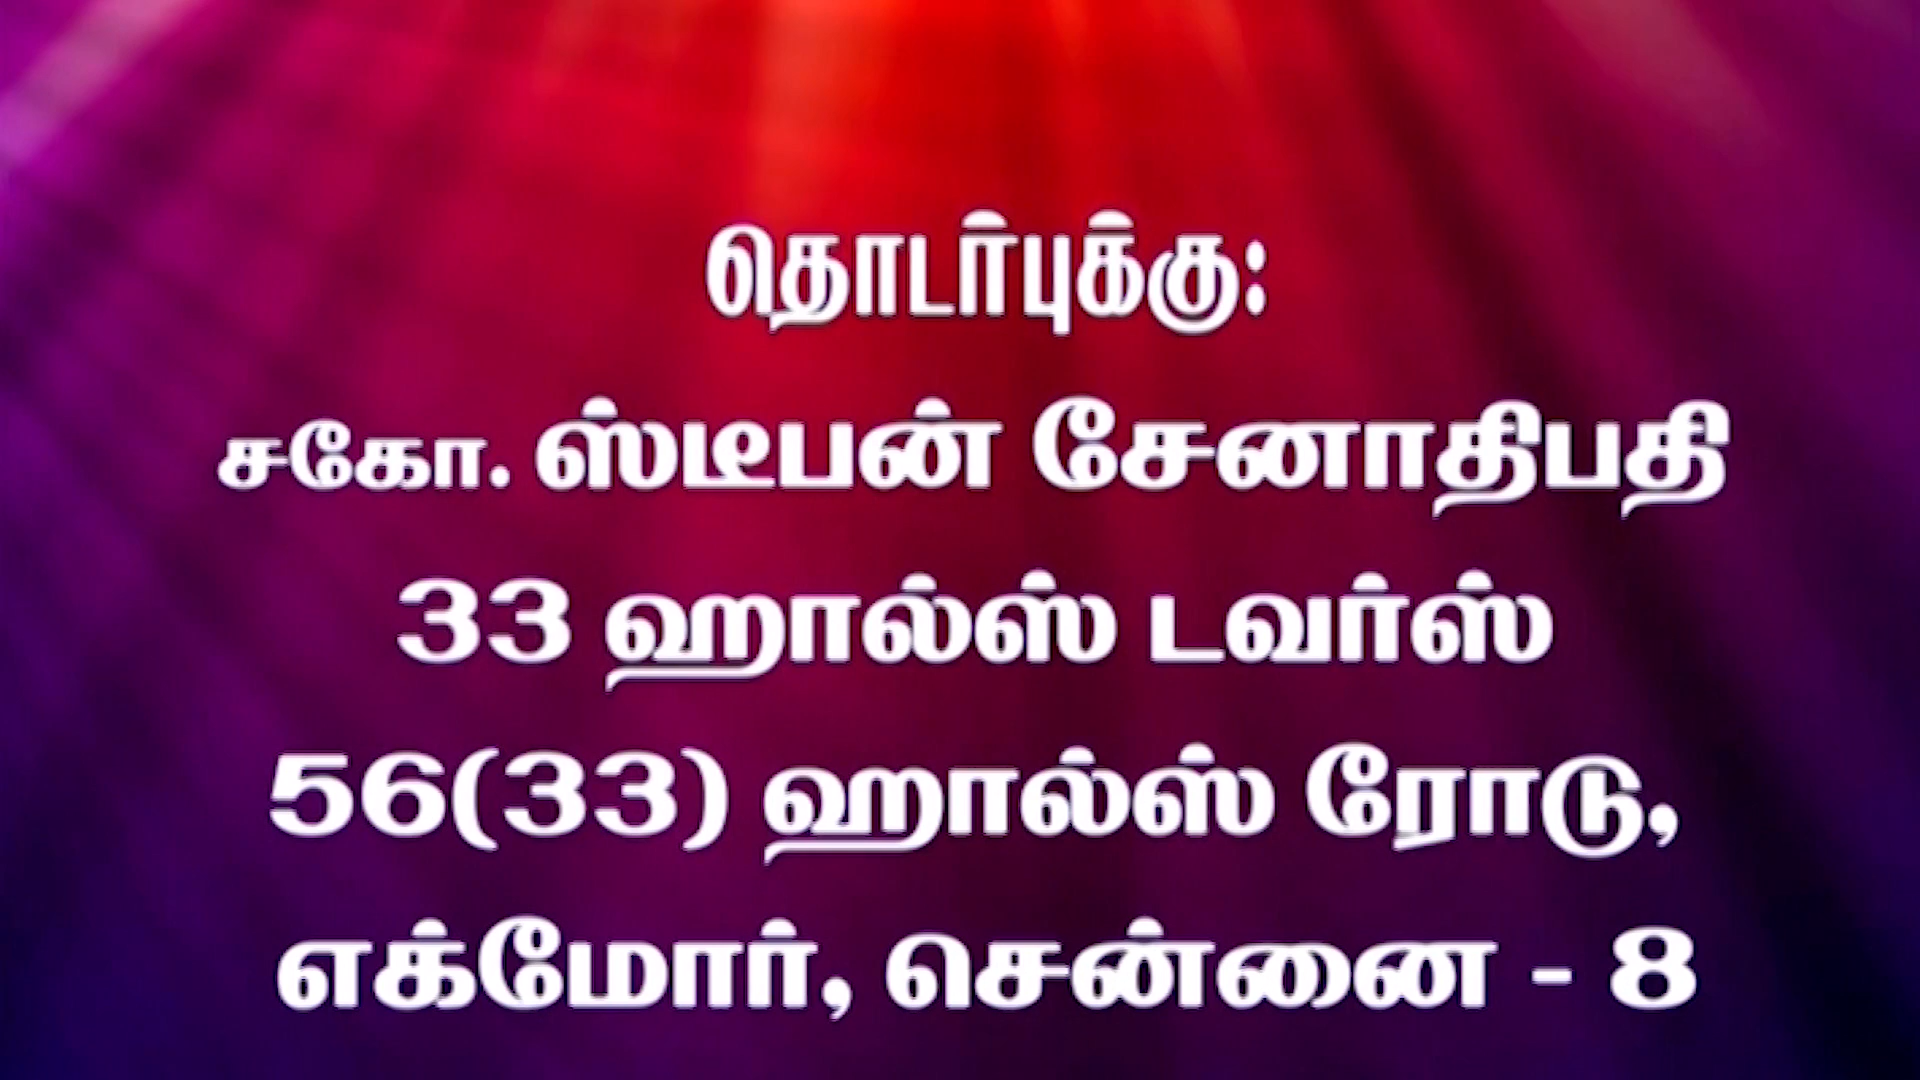 தொடர்புக்கு:
சகோ. ஸ்டீபன் சேனாதிபதி
33 ஹால்ஸ் டவர்ஸ்
56(33) ஹால்ஸ் ரோடு,
எக்மோர், சென்னை - 8